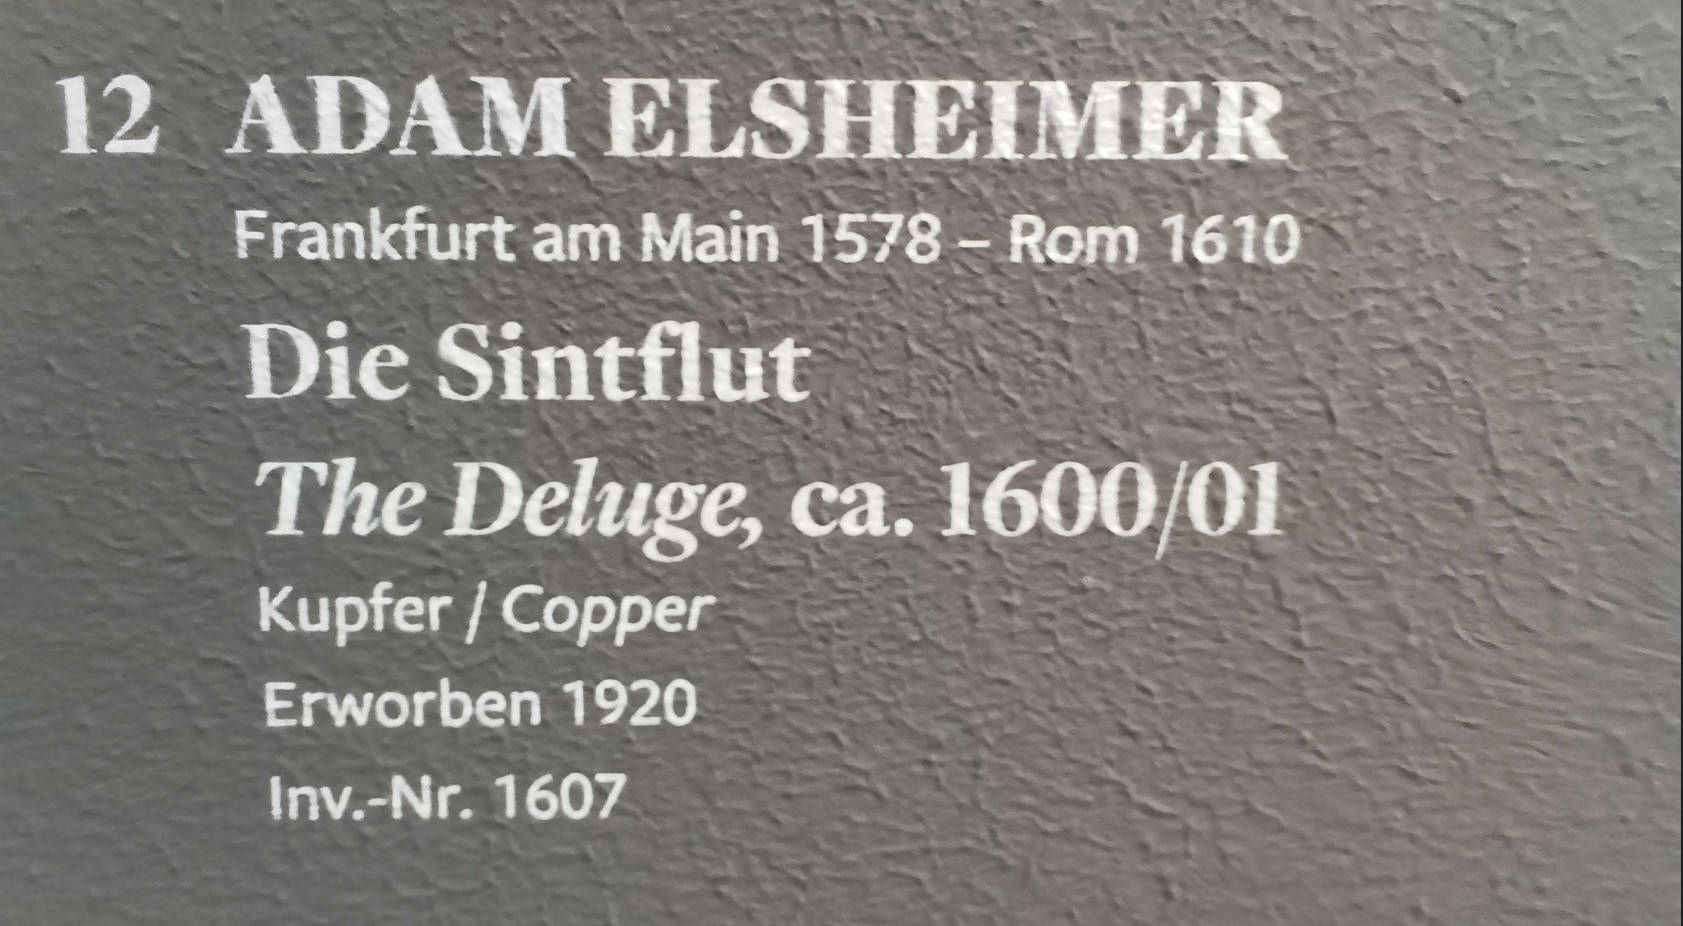 12 ADAM ELSHEIMER
Frankfurt am Main 1578 – Rom 1610
Die Sintflut
The Deluge, ca. 1600/01
Kupfer / Copper
Erworben 1920
Inv.-Nr. 1607